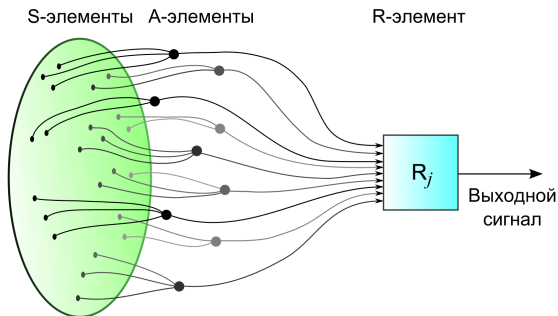 S-элементы
А-элементы
R-элемент
Rj
Выходной
сигнал